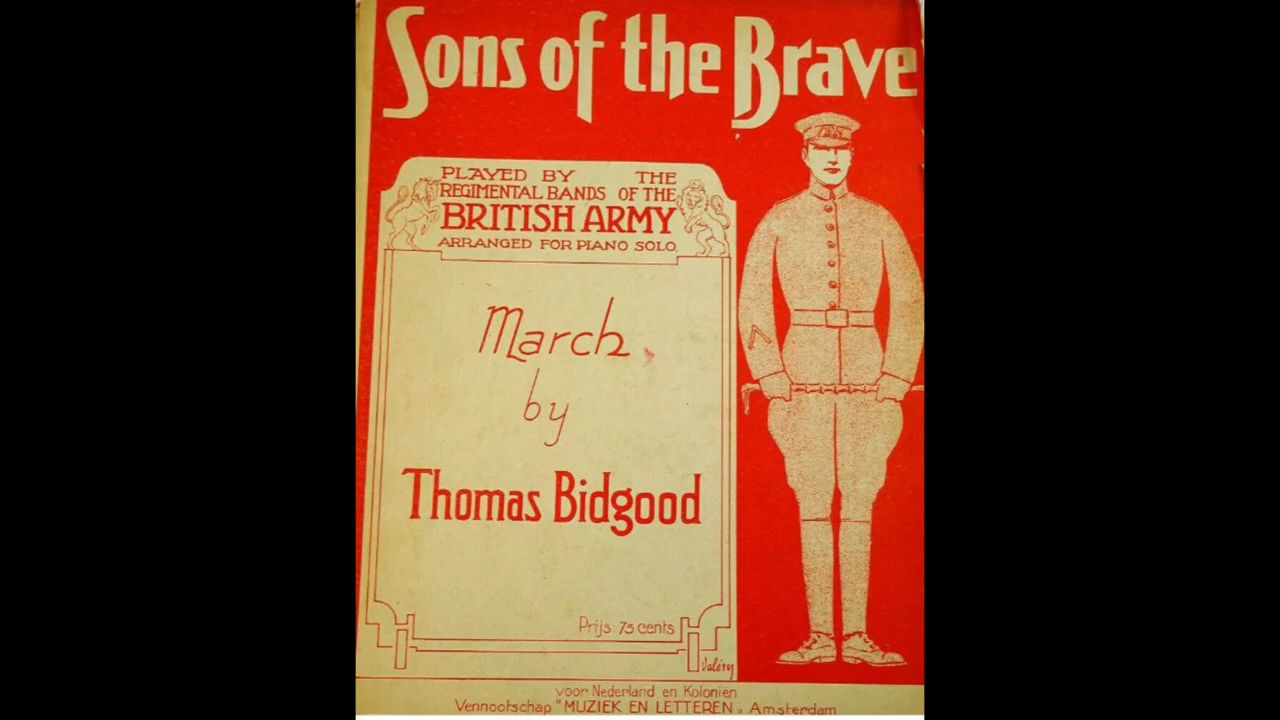 Sons of the Brave
PLAYED BY THE
REGIMENTAL BANDS OF THE
BRITISH ARMY
ARRANGED FOR PIANO SOLO.
March
by
Thomas Bidgood
Prijs: 75 cents
Valéry
voor Nederland en Koloniën
Vennootschap "MUZIEK EN LETTEREN" Amsterdam